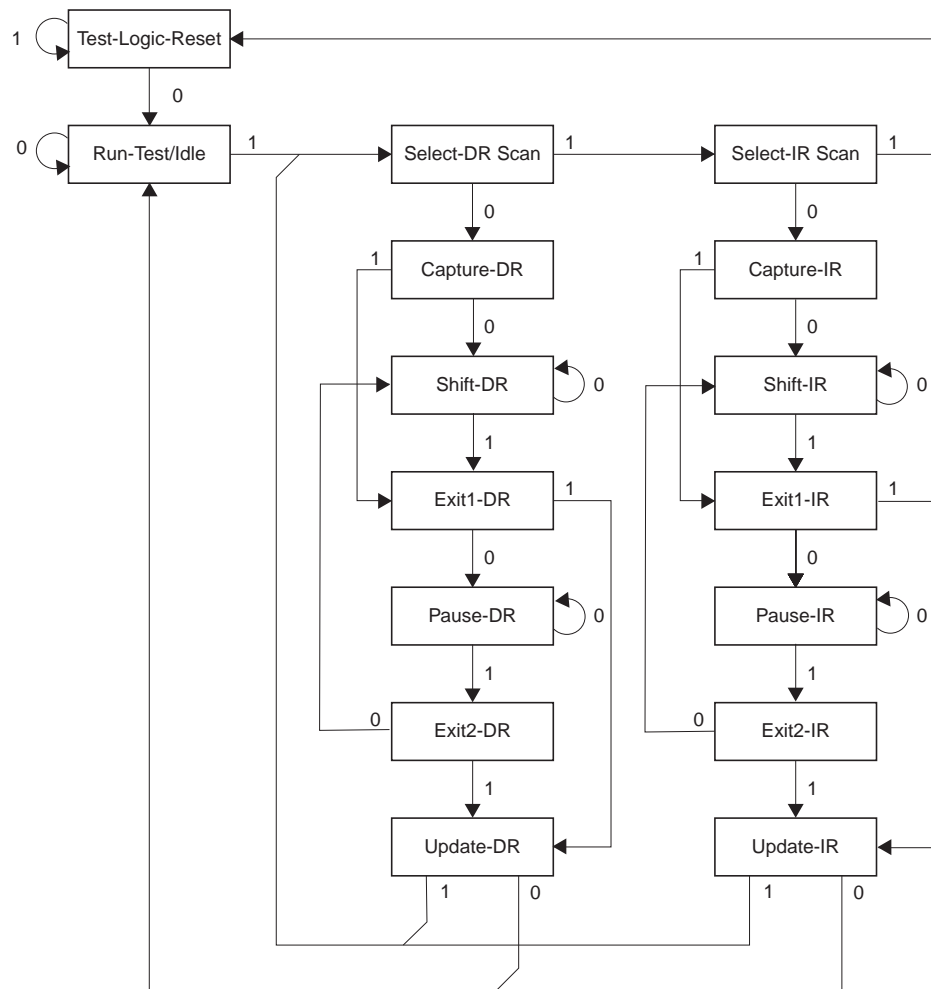 Test-Logic-Reset
1
0
Run-Test/Idle
0
1
Select-DR Scan
1
Select-IR Scan
1
0
0
1
Capture-DR
1
Capture-IR
0
0
Shift-DR
0
Shift-IR
0
1
1
Exit1-DR
1
Exit1-IR
1
0
0
Pause-DR
0
Pause-IR
0
1
1
0
Exit2-DR
0
Exit2-IR
1
1
Update-DR
Update-IR
1
0
1
0